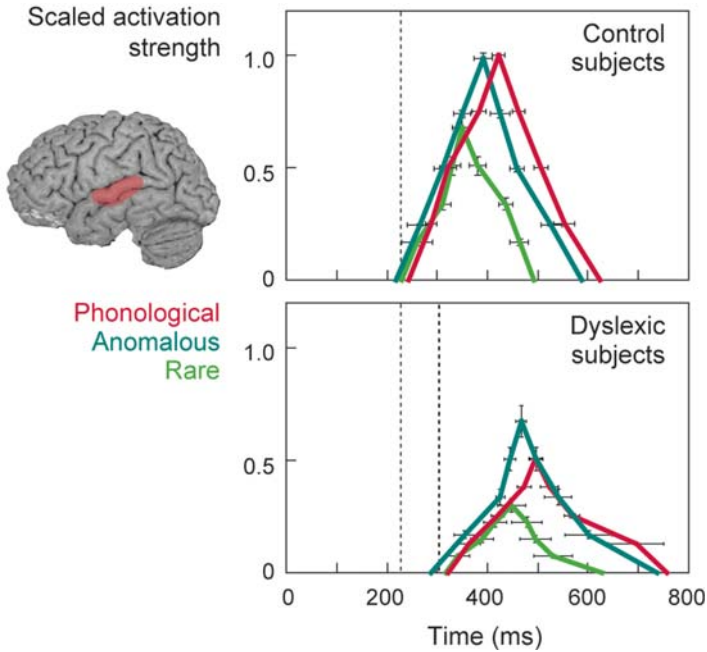 Scaled activation
strength
Control
subjects
1.0
0.5
0
Phonological
Anomalous
Rare
Dyslexic
subjects
1.0
0.5
0
0 200 400 600 800
Time (ms)